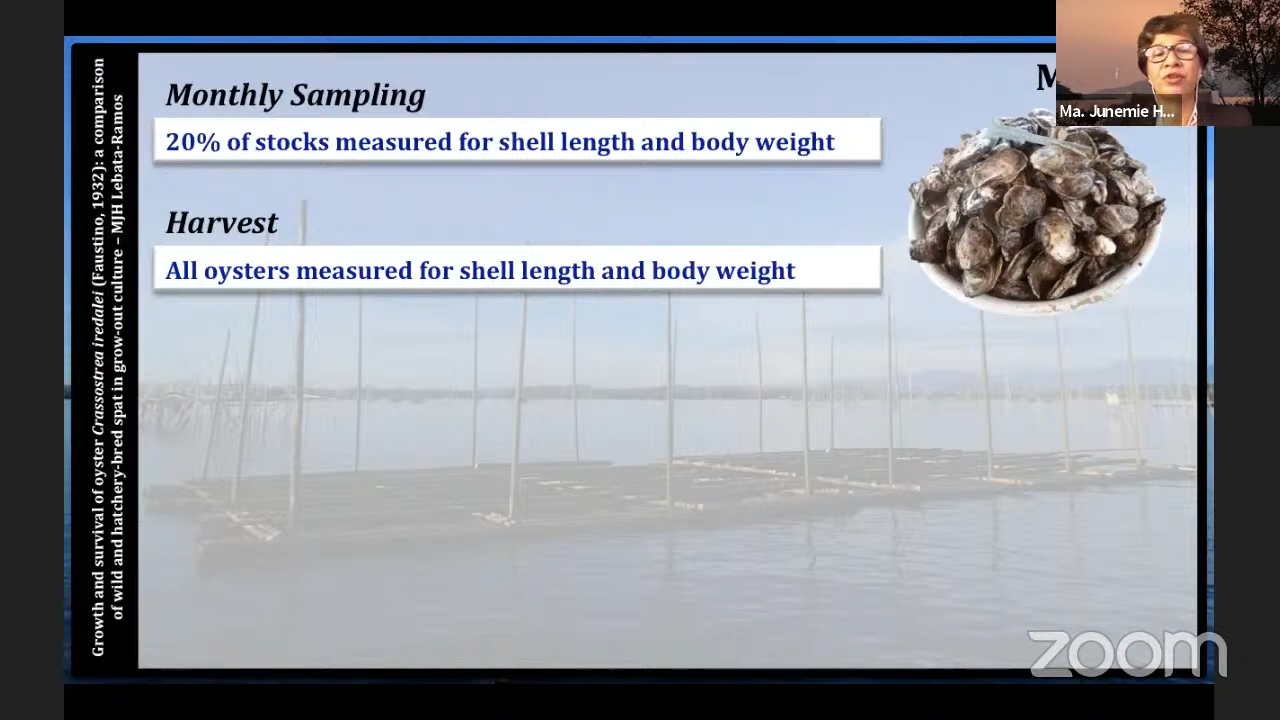 Monthly Sampling
20% of stocks measured for shell length and body weight
Harvest
All oysters measured for shell length and body weight
Growth and survival of oyster Crassostrea iredalei (Faustino, 1932): a comparison
of wild and hatchery-bred spat in grow-out culture – MJH Lebata-Ramos
Ma. Junemie H...
zoom